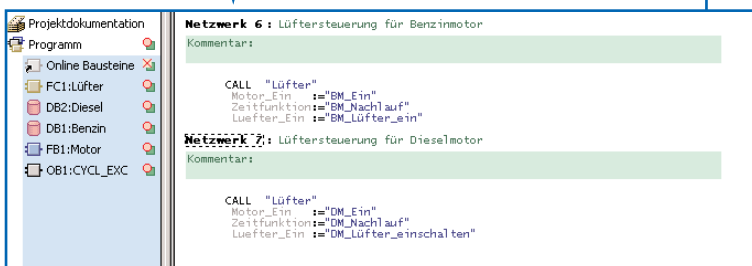 Projektdokumentation
Programm
Online Bausteine
FC1:Lüfter
DB2:Diesel
DB1:Benzin
FB1:Motor
OB1:CYCL_EXC
Netzwerk 6 : Lüftersteuerung für Benzinmotor
Kommentar:
CALL "Lüfter"
Motor_Ein :="BM_Ein"
Zeitfunktion:="BM_Nachlauf"
Luefter_Ein :="BM_Lüfter_ein"
Netzwerk 7 : Lüftersteuerung für Dieselmotor
Kommentar:
CALL "Lüfter"
Motor_Ein :="DM_Ein"
Zeitfunktion:="DM_Nachlauf"
Luefter_Ein :="DM_Lüfter_einschalten"